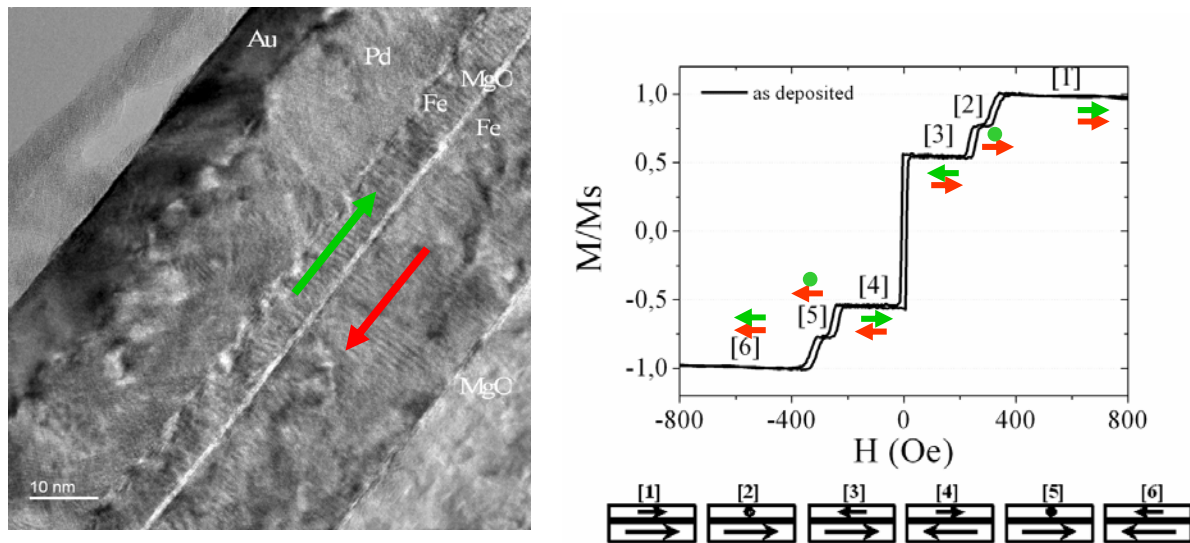 Au
Pd
MgO
Fe
Fe
MgO
10 nm
as deposited
[1]
[2]
[3]
[4]
[5]
[6]
1,0
0,5
0,0
-0,5
-1,0
M/Ms
-800
-400
0
400
800
H (Oe)
[1] [2] [3] [4] [5] [6]